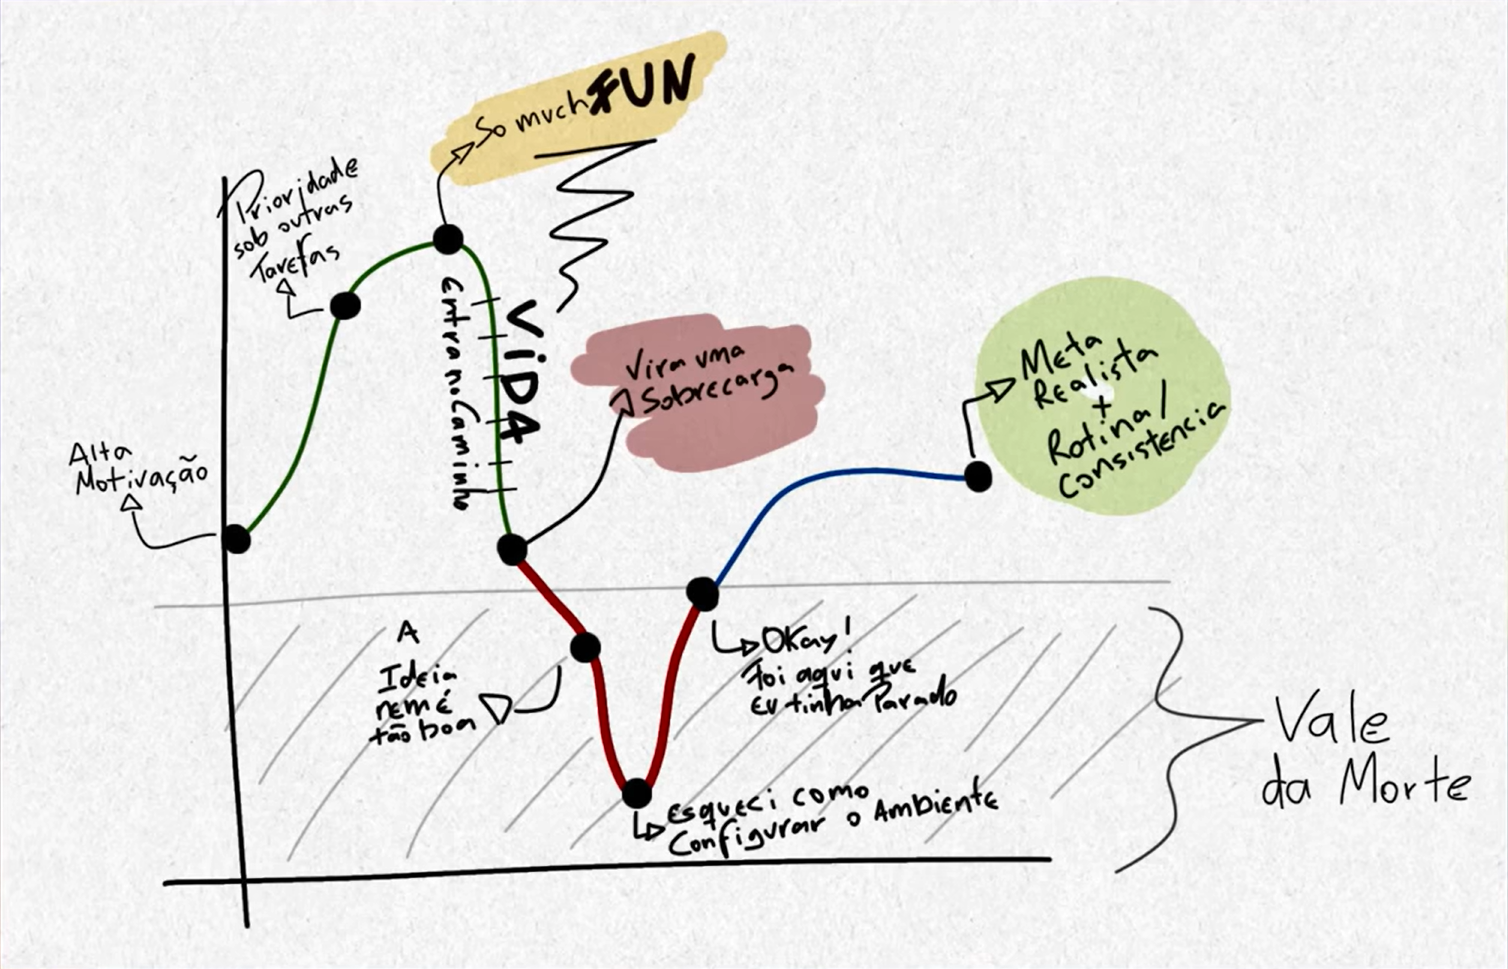 So much FUN
Prioridade
sob outras
Tarefas
Entra no Caminho
ViDA
Vira uma
Sobrecarga
Meta
Realista
+
Rotina/
Consistencia
Alta
Motivação
A
Ideia
nem é
tão boa
Okay!
Foi aqui que
Eu tinha Parado
Esqueci como
Configurar o Ambiente
Vale
da Morte